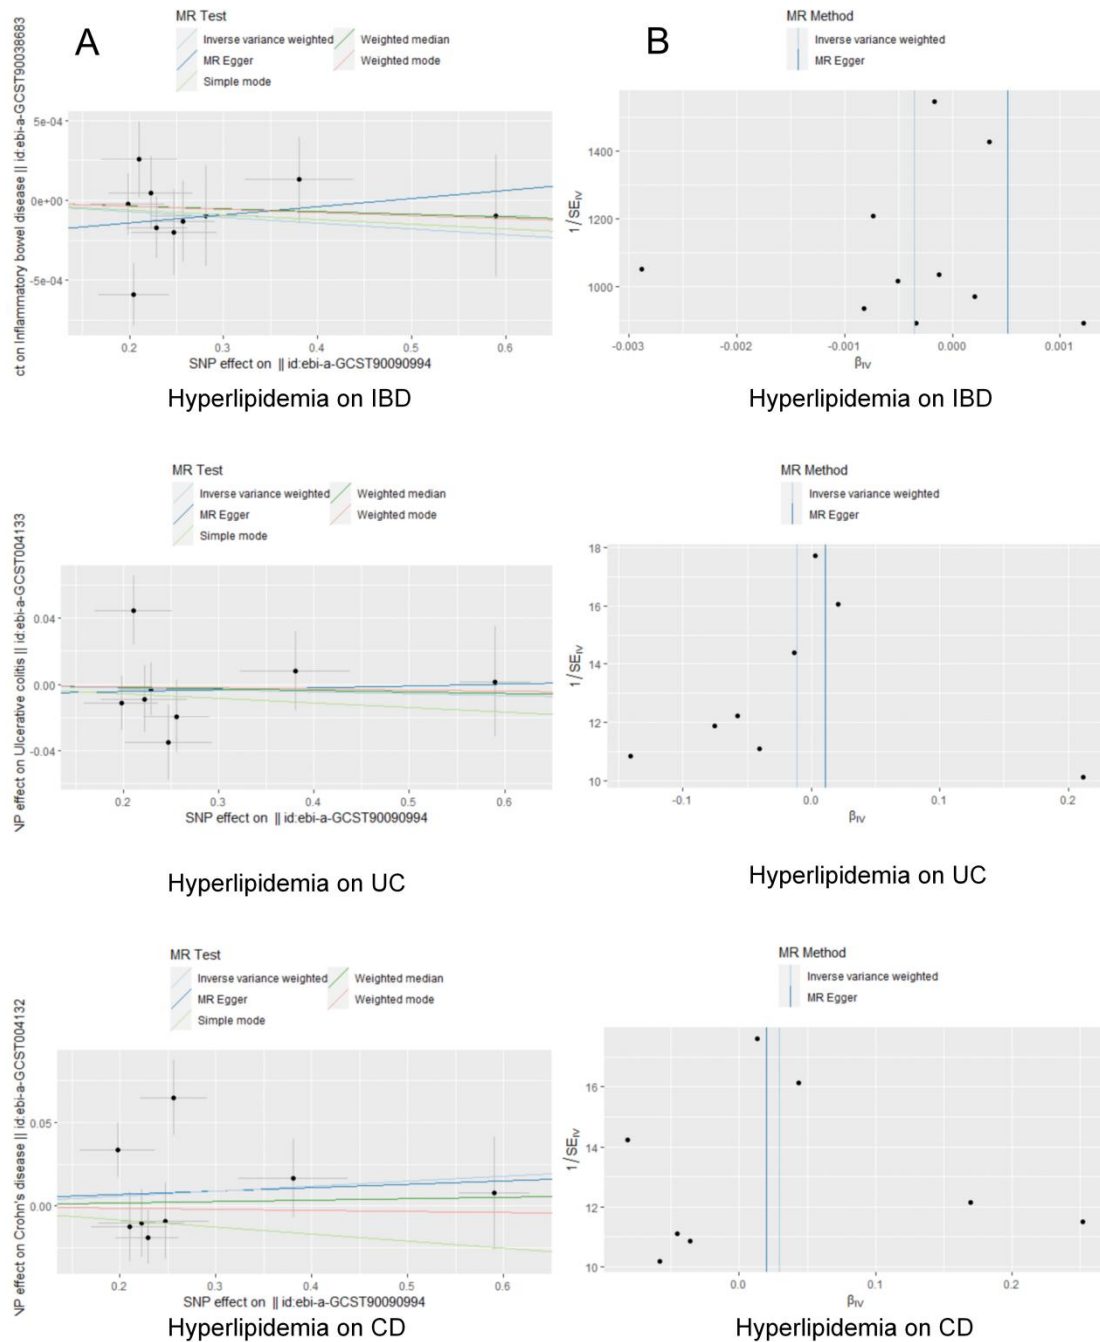 A
MR Test
Inverse variance weighted
Weighted median
MR Egger
Weighted mode
Simple mode
ct on Inflammatory bowel disease || id:ebi-a-GCST90038683
5e-04
0e+00
-5e-04
0.2 0.3 0.4 0.5 0.6
SNP effect on || id:ebi-a-GCST90090994
Hyperlipidemia on IBD
B
MR Method
Inverse variance weighted
MR Egger
1/SE_IV
1400
1200
1000
-0.003 -0.002 -0.001 0.000 0.001
β_IV
Hyperlipidemia on IBD
MR Test
Inverse variance weighted
Weighted median
MR Egger
Weighted mode
Simple mode
NP effect on Ulcerative colitis || id:ebi-a-GCST004133
0.04
0.00
-0.04
0.2 0.3 0.4 0.5 0.6
SNP effect on || id:ebi-a-GCST90090994
Hyperlipidemia on UC
MR Method
Inverse variance weighted
MR Egger
1/SE_IV
18
16
14
12
10
-0.1 0.0 0.1 0.2
β_IV
Hyperlipidemia on UC
MR Test
Inverse variance weighted
Weighted median
MR Egger
Weighted mode
Simple mode
NP effect on Crohn's disease || id:ebi-a-GCST004132
0.05
0.00
0.2 0.3 0.4 0.5 0.6
SNP effect on || id:ebi-a-GCST90090994
Hyperlipidemia on CD
MR Method
Inverse variance weighted
MR Egger
1/SE_IV
16
14
12
10
0.0 0.1 0.2
β_IV
Hyperlipidemia on CD